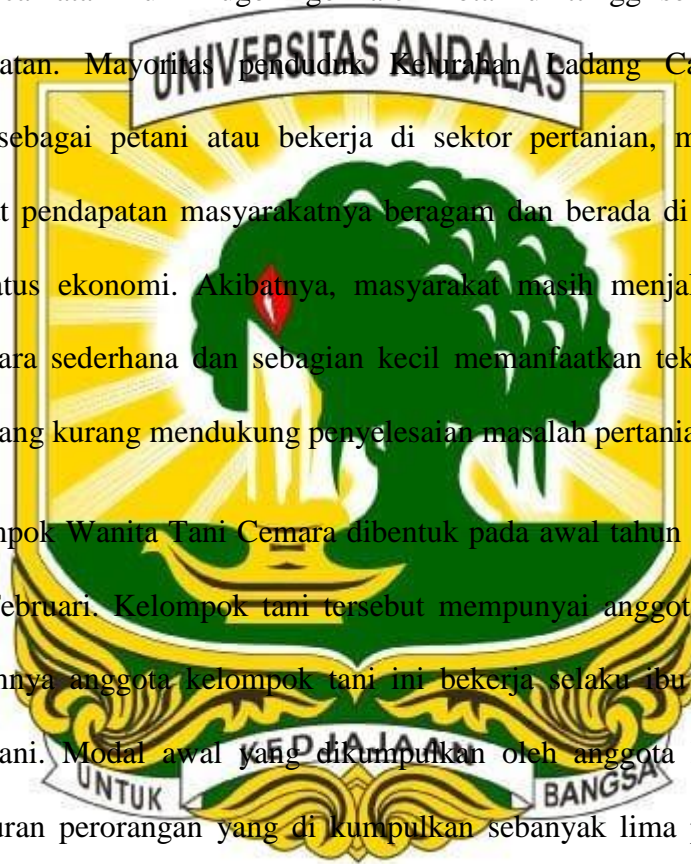 UNIVERSITAS ANDALAS
atan. Mayoritas penduduk Kelurahan Ladang Ca
sebagai petani atau bekerja di sektor pertanian, m
t pendapatan masyarakatnya beragam dan berada di
tus ekonomi. Akibatnya, masyarakat masih menjal
ara sederhana dan sebagian kecil memanfaatkan tek
ang kurang mendukung penyelesaian masalah pertania
npok Wanita Tani Cemara dibentuk pada awal tahun
Februari. Kelompok tani tersebut mempunyai anggot
nnya anggota kelompok tani ini bekerja selaku ibu
ani. Modal awal yang dikumpulkan oleh anggota
UNTUK KEDJAJAAN BANGSA
uran perorangan yang di kumpulkan sebanyak lima p